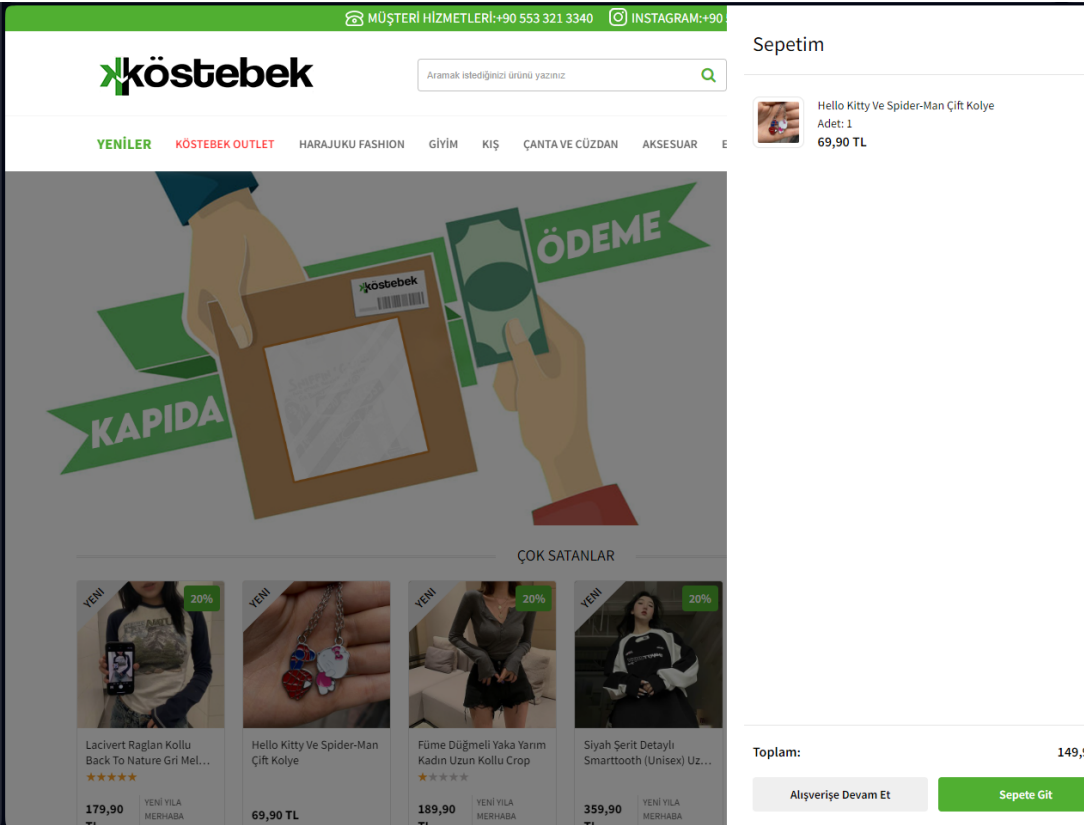 MÜŞTERİ HİZMETLERİ:+90 553 321 3340 INSTAGRAM:+90
köstebek
Aramak istediğinizi ürünü yazınız
YENİLER KÖSTEBEK OUTLET HARAJUKU FASHION GİYİM KIŞ ÇANTA VE CÜZDAN AKSESUAR E
KAPIDA
ÖDEME
köstebek
ÇOK SATANLAR
YENİ 20%
YENİ
YENİ 20%
YENİ 20%
Lacivert Raglan Kollu
Back To Nature Gri Mel...
179,90
TL
YENİ YILA
MERHABA
Hello Kitty Ve Spider-Man
Çift Kolye
69,90 TL
Füme Düğmeli Yaka Yarım
Kadın Uzun Kollu Crop
189,90
TL
YENİ YILA
MERHABA
Siyah Şerit Detaylı
Smarttooth (Unisex) Uz...
359,90
TL
YENİ YILA
MERHABA
Sepetim
Hello Kitty Ve Spider-Man Çift Kolye
Adet: 1
69,90 TL
Toplam: 149,9
Alışverişe Devam Et
Sepete Git